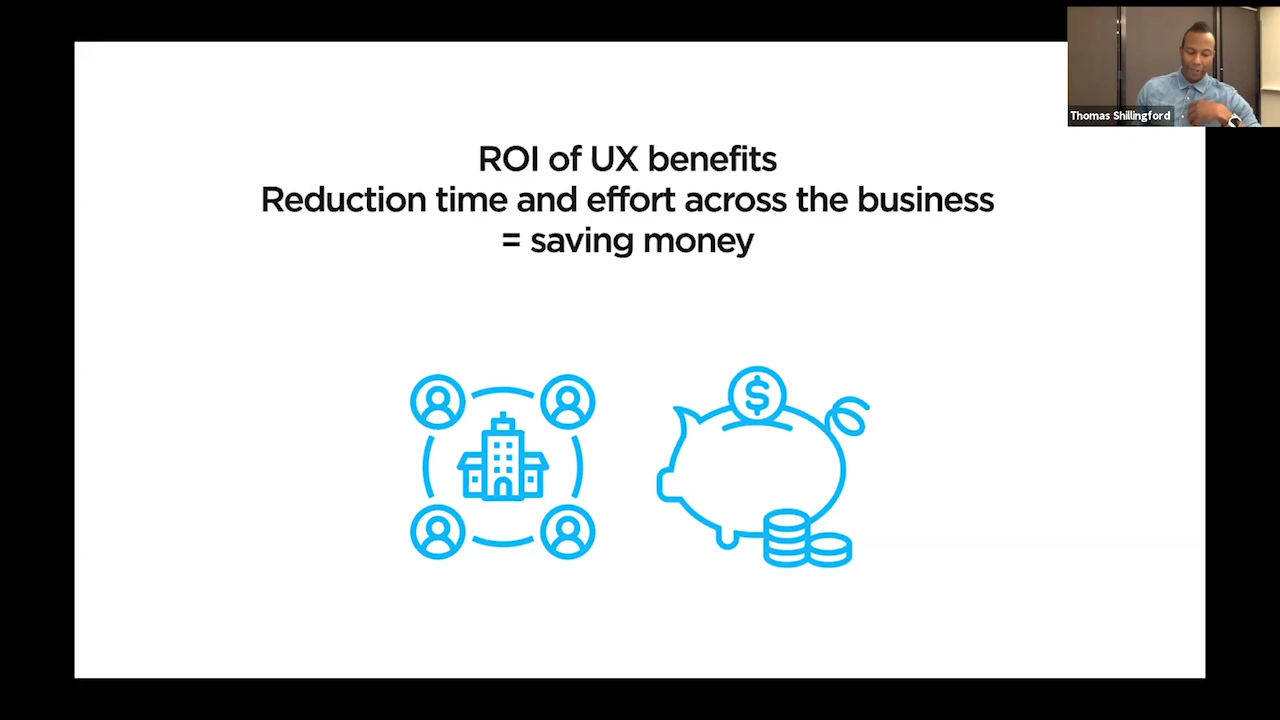 Thomas Shillingford
ROI of UX benefits
Reduction time and effort across the business
= saving money
$